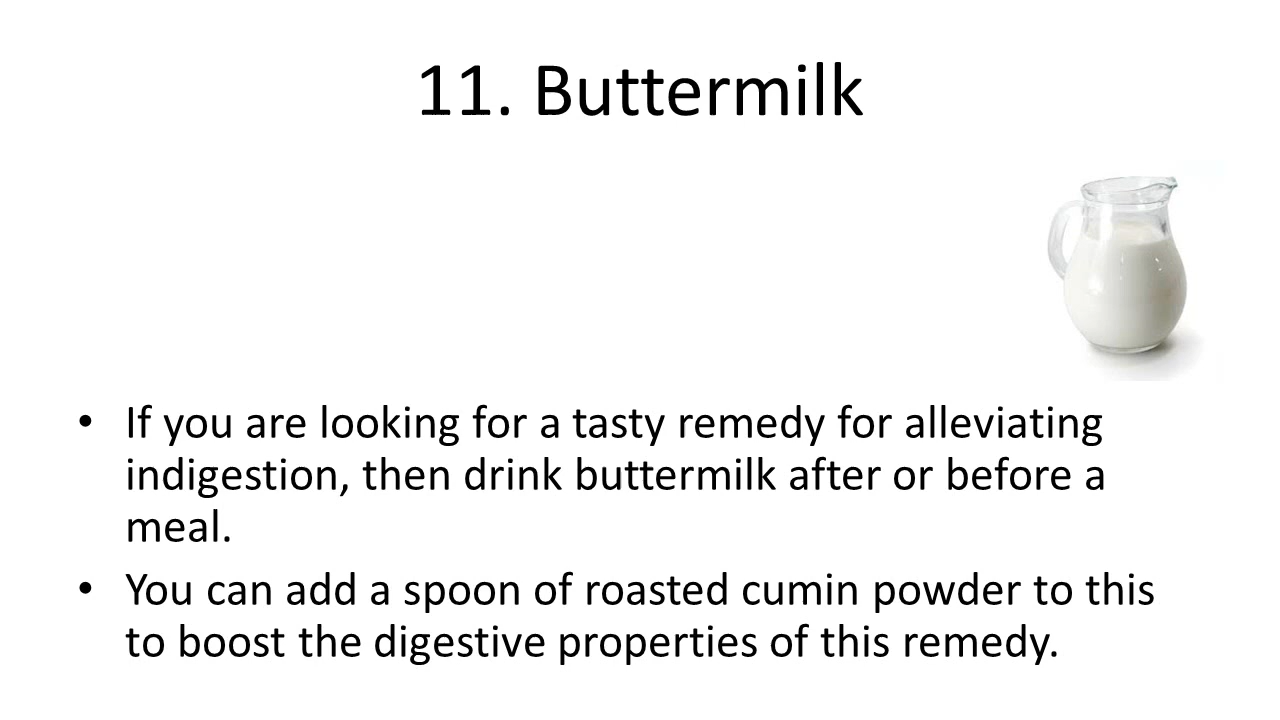 11. Buttermilk
• If you are looking for a tasty remedy for alleviating
indigestion, then drink buttermilk after or before a
meal.
• You can add a spoon of roasted cumin powder to this
to boost the digestive properties of this remedy.